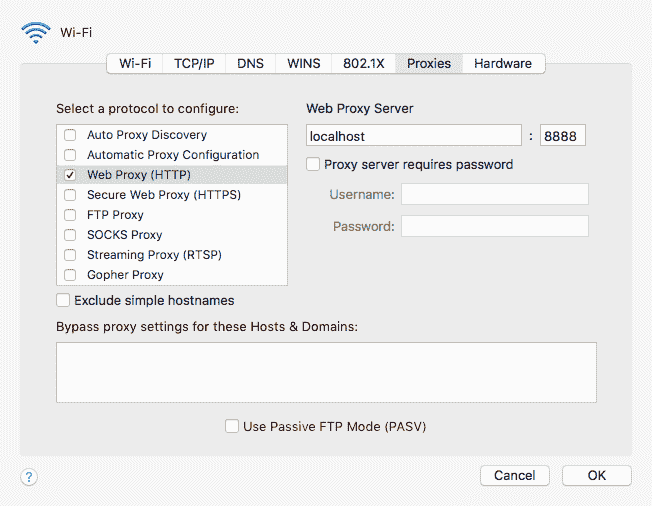 Wi-Fi
Wi-Fi TCP/IP DNS WINS 802.1X Proxies Hardware
Select a protocol to configure:
Auto Proxy Discovery
Automatic Proxy Configuration
Web Proxy (HTTP)
Secure Web Proxy (HTTPS)
FTP Proxy
SOCKS Proxy
Streaming Proxy (RTSP)
Gopher Proxy
Exclude simple hostnames
Web Proxy Server
localhost : 8888
Proxy server requires password
Username:
Password:
Bypass proxy settings for these Hosts & Domains:
Use Passive FTP Mode (PASV)
? Cancel OK